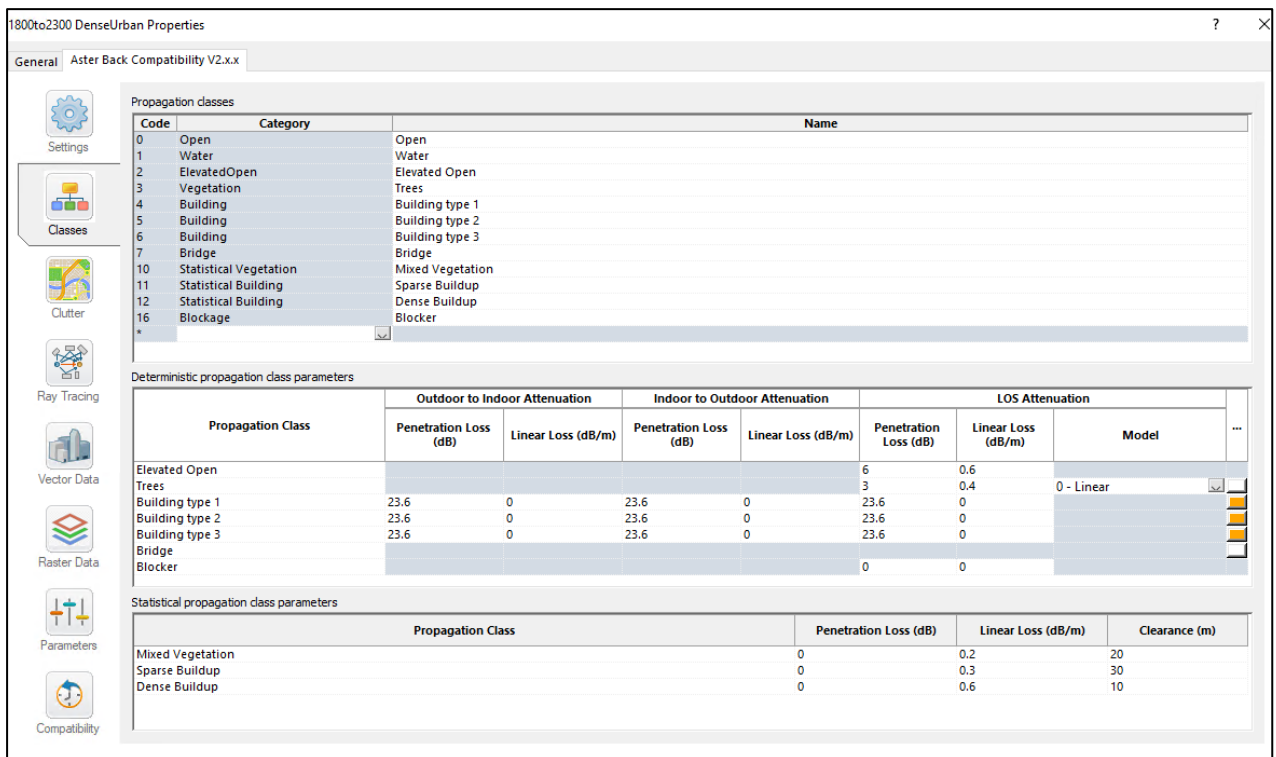 1800to2300 DenseUrban Properties ? ×
General Aster Back Compatibility V2.x.x
Settings
Classes
Clutter
Ray Tracing
Vector Data
Raster Data
Parameters
Compatibility
Propagation classes
Code Category Name
0 Open Open
1 Water Water
2 ElevatedOpen Elevated Open
3 Vegetation Trees
4 Building Building type 1
5 Building Building type 2
6 Building Building type 3
7 Bridge Bridge
10 Statistical Vegetation Mixed Vegetation
11 Statistical Building Sparse Buildup
12 Statistical Building Dense Buildup
16 Blockage Blocker
*
Deterministic propagation class parameters
Outdoor to Indoor Attenuation Indoor to Outdoor Attenuation LOS Attenuation
Propagation Class Penetration Loss (dB) Linear Loss (dB/m) Penetration Loss (dB) Linear Loss (dB/m) Penetration Loss (dB) Linear Loss (dB/m) Model ...
Elevated Open 6 0.6
Trees 3 0.4 0 - Linear
Building type 1 23.6 0 23.6 0 23.6 0
Building type 2 23.6 0 23.6 0 23.6 0
Building type 3 23.6 0 23.6 0 23.6 0
Bridge
Blocker 0 0
Statistical propagation class parameters
Propagation Class Penetration Loss (dB) Linear Loss (dB/m) Clearance (m)
Mixed Vegetation 0 0.2 20
Sparse Buildup 0 0.3 30
Dense Buildup 0 0.6 10